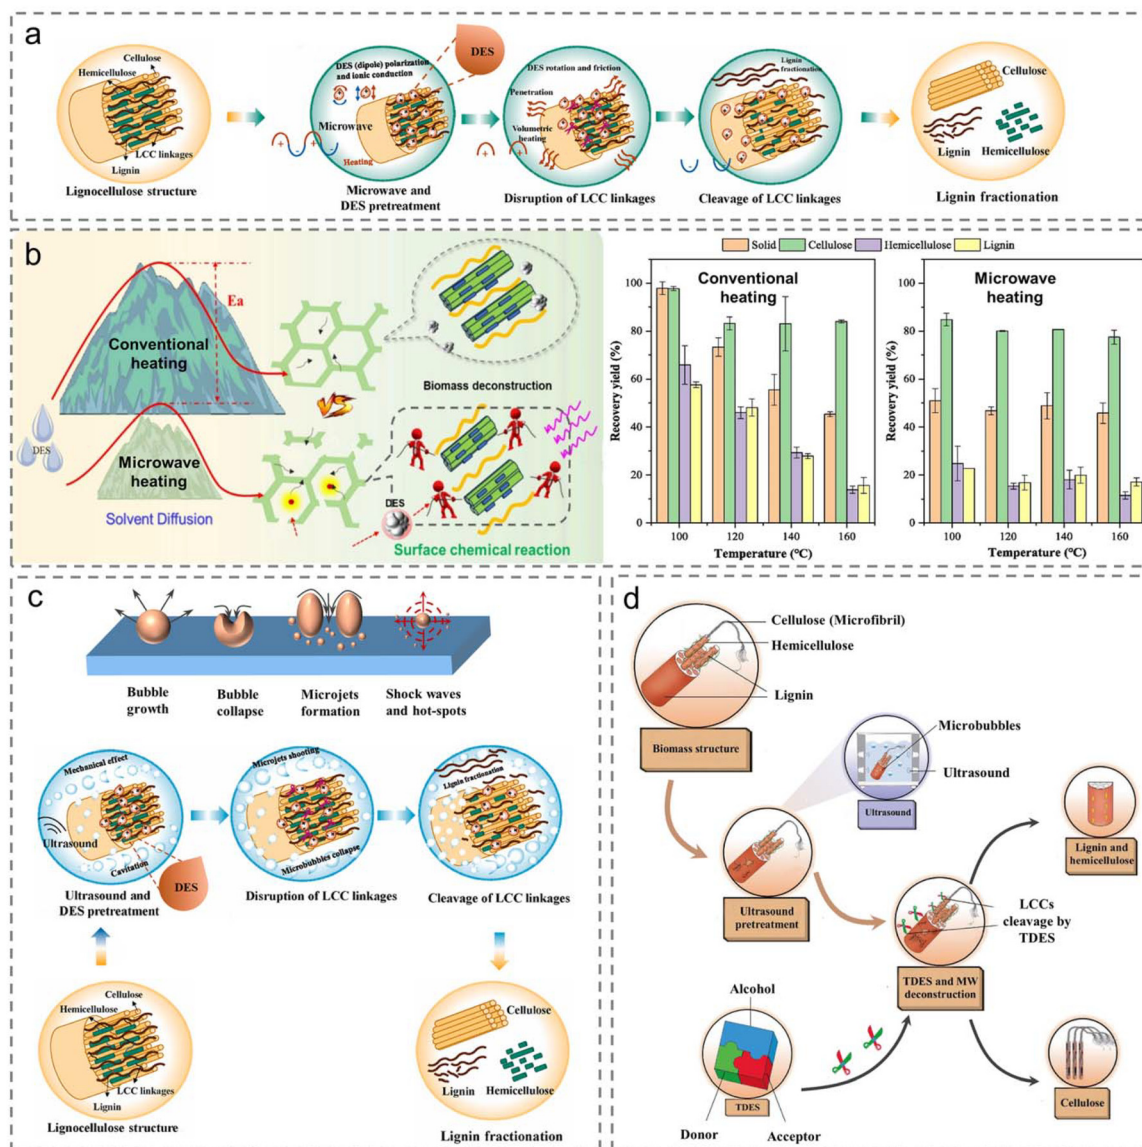 a
Cellulose
Hemicellulose
LCC linkages
Lignin
Lignocellulose structure
DES (dipole) polarization
and ionic conduction
DES
Microwave
Heating
Microwave and
DES pretreatment
DES rotation and friction
Penetration
Volumetric
heating
Disruption of LCC linkages
Lignin
fractionation
Cleavage of LCC linkages
Cellulose
Lignin
Hemicellulose
Lignin fractionation
b
Ea
Conventional
heating
DES
Microwave
heating
Solvent Diffusion
VS
Biomass deconstruction
DES
Surface chemical reaction
Solid
Cellulose
Hemicellulose
Lignin
Conventional
heating
Recovery yield (%)
100
80
60
40
20
0
100
120
140
160
Temperature (°C)
Microwave
heating
Recovery yield (%)
100
80
60
40
20
0
100
120
140
160
Temperature (°C)
c
Bubble
growth
Bubble
collapse
Microjets
formation
Shock waves
and hot-spots
Mechanical effect
Ultrasound
Cavitation
DES
Ultrasound and
DES pretreatment
Microjets shooting
Microbubbles collapse
Disruption of LCC linkages
Lignin fractionation
Cleavage of LCC linkages
Cellulose
Hemicellulose
LCC linkages
Lignin
Lignocellulose structure
Cellulose
Lignin
Hemicellulose
Lignin fractionation
d
Cellulose (Microfibril)
Hemicellulose
Lignin
Biomass structure
Microbubbles
Ultrasound
Ultrasound
Ultrasound
pretreatment
Lignin and
hemicellulose
LCCs
cleavage by
TDES
TDES and MW
deconstruction
Alcohol
TDES
Donor
Acceptor
Cellulose